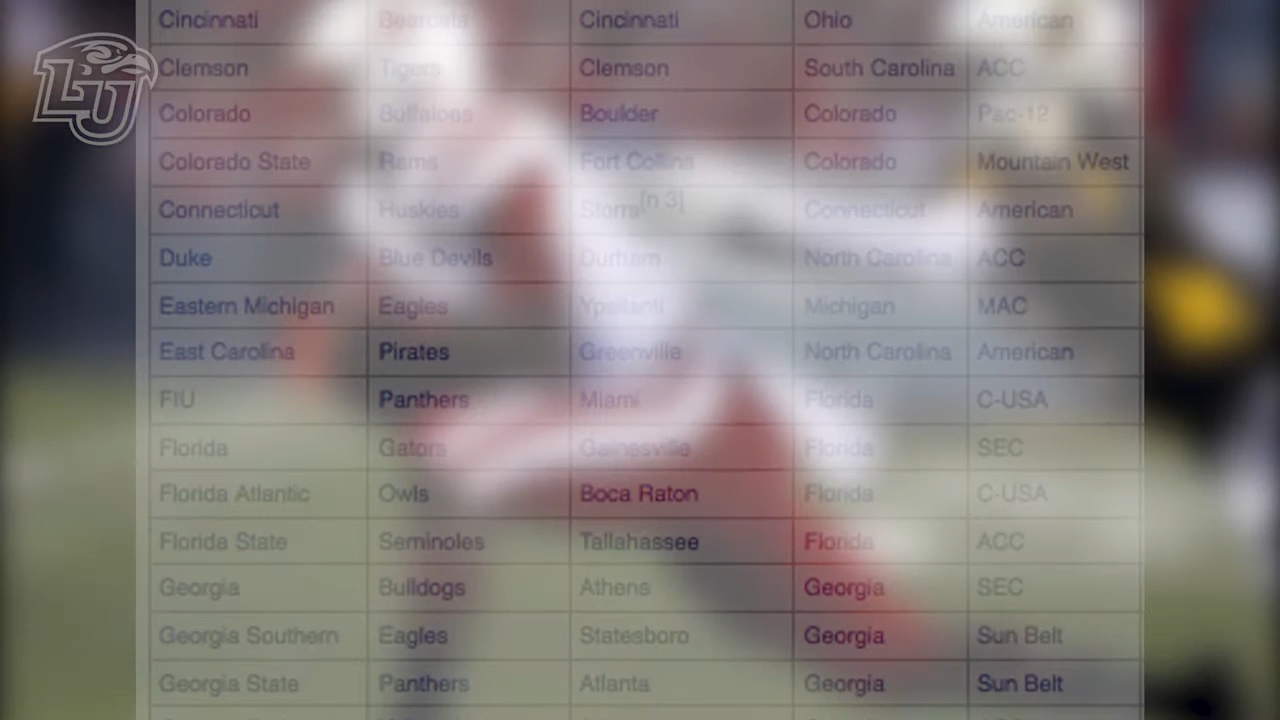 Cincinnati Bearcats Cincinnati Ohio American
LU
Clemson Tigers Clemson South Carolina ACC
Colorado Buffaloes Boulder Colorado Pac-12
Colorado State Rams Fort Collins Colorado Mountain West
Connecticut Huskies Storrs[n 3] Connecticut American
Duke Blue Devils Durham North Carolina ACC
Eastern Michigan Eagles Ypsilanti Michigan MAC
East Carolina Pirates Greenville North Carolina American
FIU Panthers Miami Florida C-USA
Florida Gators Gainesville Florida SEC
Florida Atlantic Owls Boca Raton Florida C-USA
Florida State Seminoles Tallahassee Florida ACC
Georgia Bulldogs Athens Georgia SEC
Georgia Southern Eagles Statesboro Georgia Sun Belt
Georgia State Panthers Atlanta Georgia Sun Belt